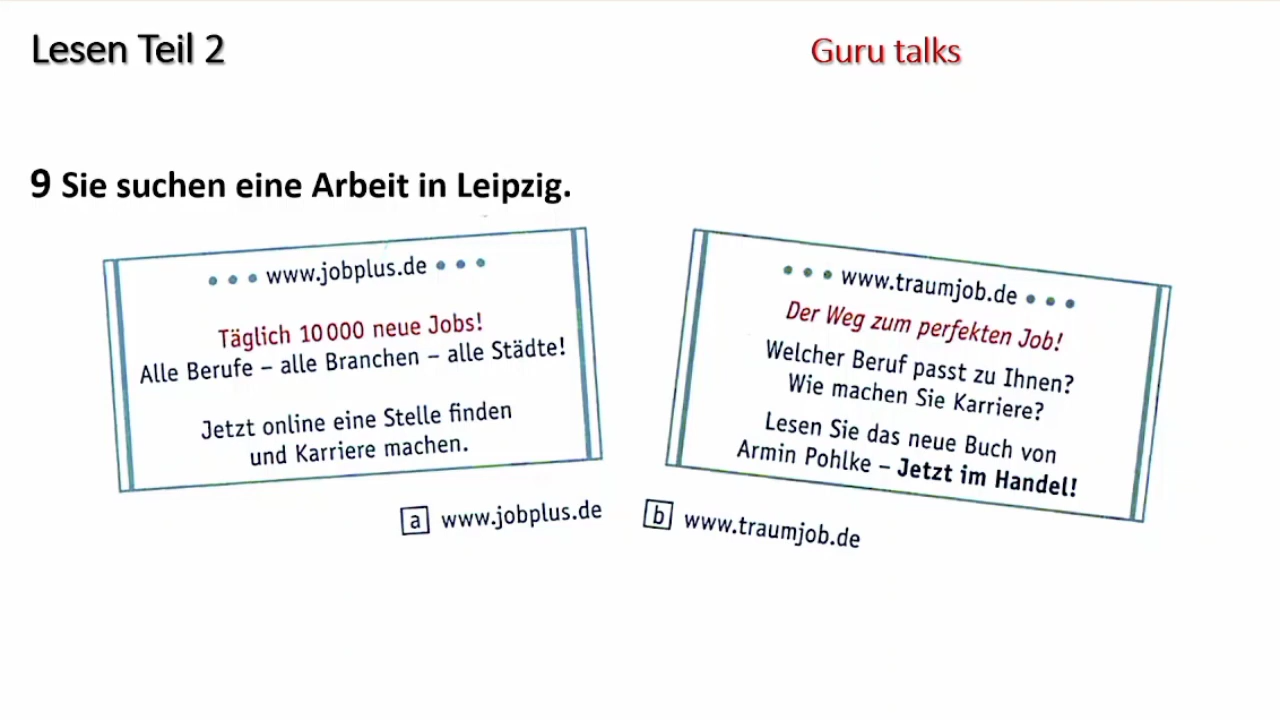 Lesen Teil 2
Guru talks
9 Sie suchen eine Arbeit in Leipzig.
• • • www.jobplus.de • • •
Täglich 10 000 neue Jobs!
Alle Berufe – alle Branchen – alle Städte!
Jetzt online eine Stelle finden
und Karriere machen.
a www.jobplus.de
• • • www.traumjob.de • • •
Der Weg zum perfekten Job!
Welcher Beruf passt zu Ihnen?
Wie machen Sie Karriere?
Lesen Sie das neue Buch von
Armin Pohlke – Jetzt im Handel!
b www.traumjob.de